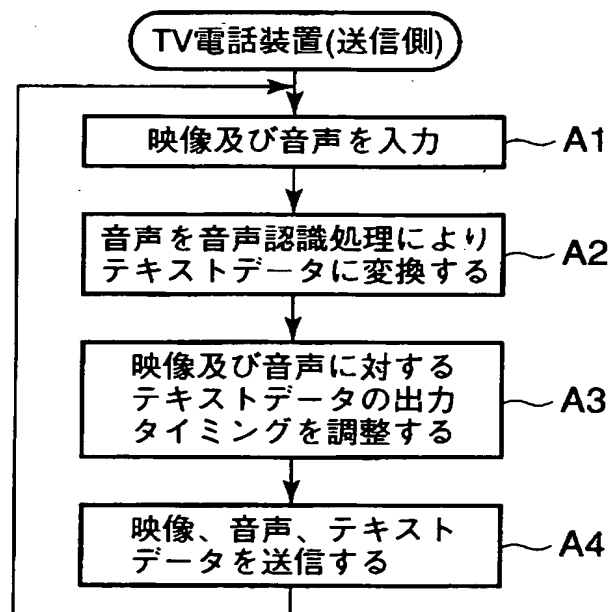 TV電話装置(送信側)
映像及び音声を入力
A1
音声を音声認識処理により
テキストデータに変換する
A2
映像及び音声に対する
テキストデータの出力
タイミングを調整する
A3
映像、音声、テキスト
データを送信する
A4